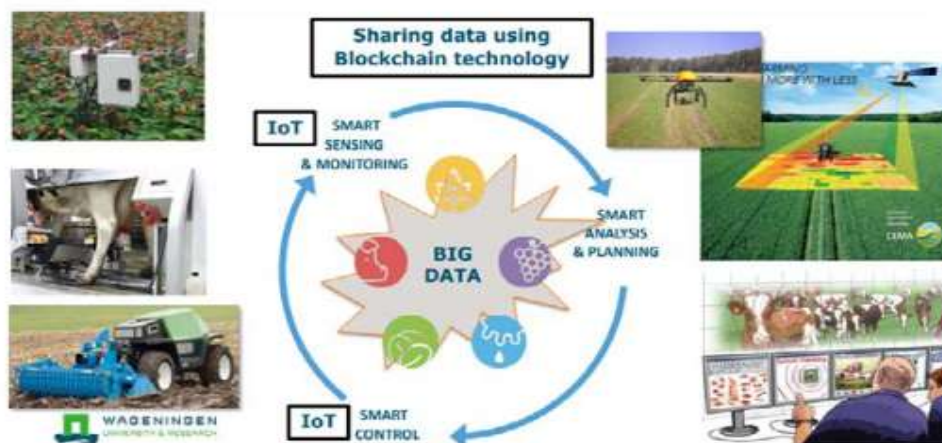 Sharing data using
Blockchain technology
MORE WITH LESS
IoT
SMART
SENSING
& MONITORING
SMART
ANALYSIS
& PLANNING
BIG
DATA
CEMA
IoT
SMART
CONTROL
WAGENINGEN
UNIVERSITY & RESEARCH